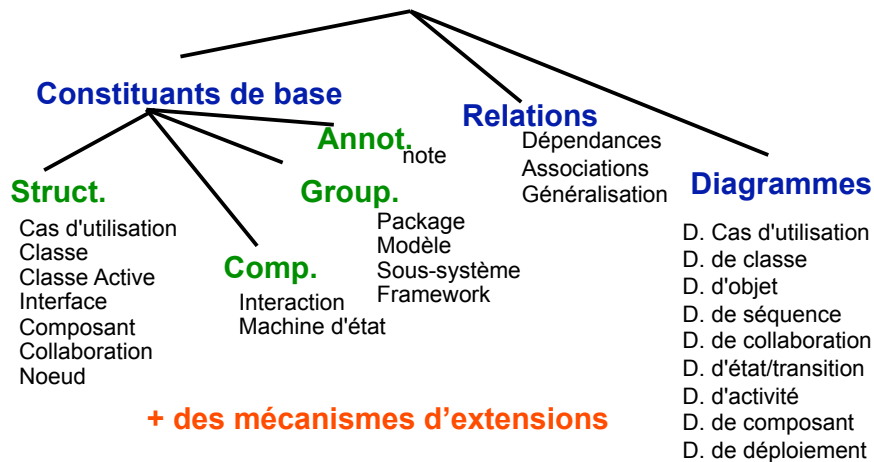 Constituants de base
Annot.
note
Struct.
Cas d'utilisation
Classe
Classe Active
Interface
Composant
Collaboration
Noeud
Comp.
Interaction
Machine d'état
Group.
Package
Modèle
Sous-système
Framework
Relations
Dépendances
Associations
Généralisation
Diagrammes
D. Cas d'utilisation
D. de classe
D. d'objet
D. de séquence
D. de collaboration
D. d'état/transition
D. d'activité
D. de composant
D. de déploiement
+ des mécanismes d’extensions